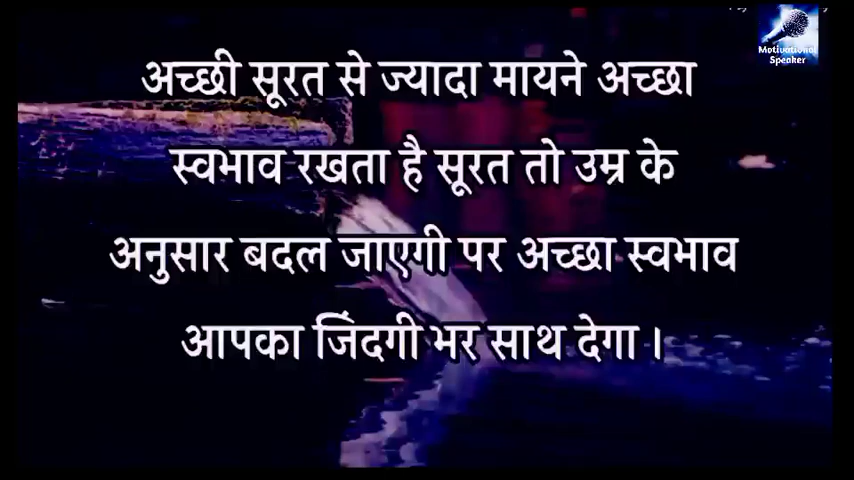 Motivational
Speaker
अच्छी सूरत से ज्यादा मायने अच्छा
स्वभाव रखता है सूरत तो उम्र के
अनुसार बदल जाएगी पर अच्छा स्वभाव
आपका जिंदगी भर साथ देगा ।